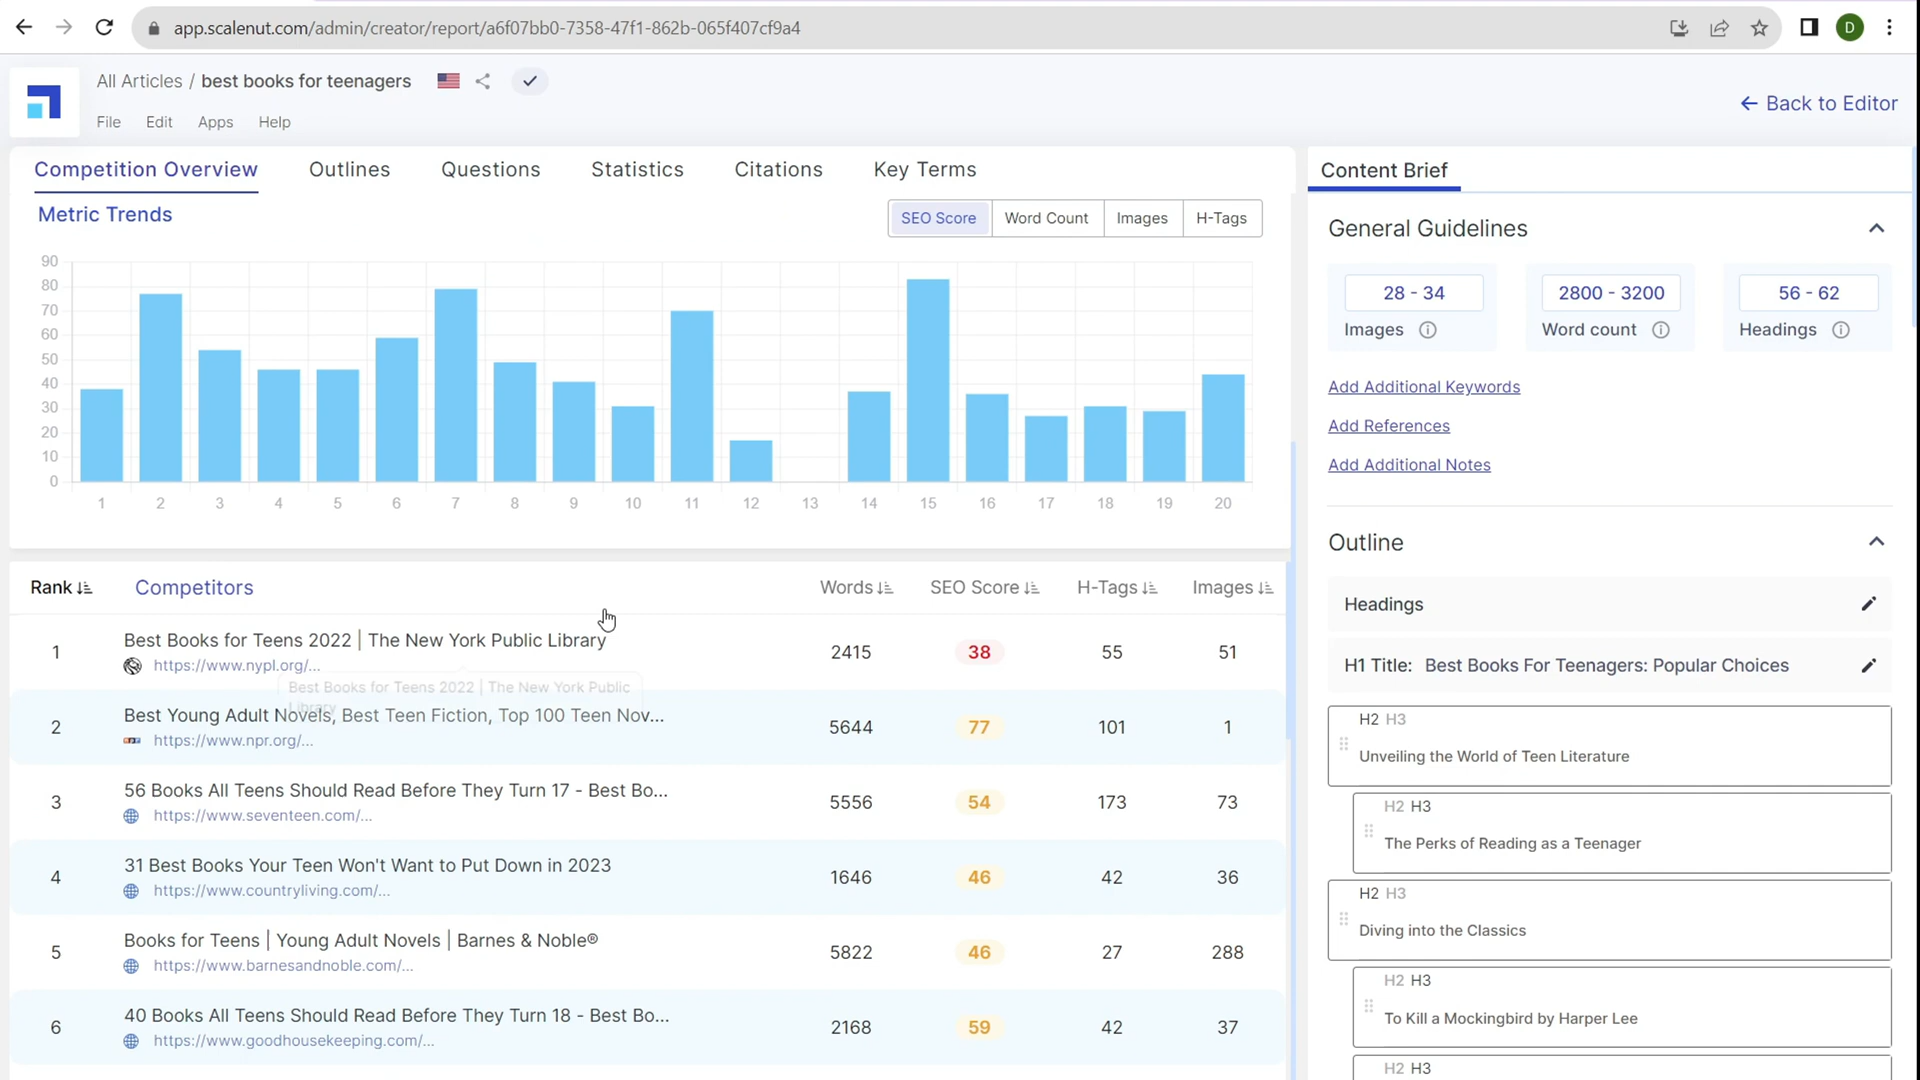 app.scalenut.com/admin/creator/report/a6f07bb0-7358-47f1-862b-065f407cf9a4
D
All Articles / best books for teenagers
File Edit Apps Help
← Back to Editor
Competition Overview Outlines Questions Statistics Citations Key Terms
Metric Trends
SEO Score Word Count Images H-Tags
90
80
70
60
50
40
30
20
10
0
1 2 3 4 5 6 7 8 9 10 11 12 13 14 15 16 17 18 19 20
Rank Competitors Words SEO Score H-Tags Images
1 Best Books for Teens 2022 | The New York Public Library 2415 38 55 51
https://www.nypl.org/...
Best Books for Teens 2022 | The New York Public
Library
2 Best Young Adult Novels, Best Teen Fiction, Top 100 Teen Nov... 5644 77 101 1
https://www.npr.org/...
3 56 Books All Teens Should Read Before They Turn 17 - Best Bo... 5556 54 173 73
https://www.seventeen.com/...
4 31 Best Books Your Teen Won't Want to Put Down in 2023 1646 46 42 36
https://www.countryliving.com/...
5 Books for Teens | Young Adult Novels | Barnes & Noble® 5822 46 27 288
https://www.barnesandnoble.com/...
6 40 Books All Teens Should Read Before They Turn 18 - Best Bo... 2168 59 42 37
https://www.goodhousekeeping.com/...
Content Brief
General Guidelines
28 - 34 2800 - 3200 56 - 62
Images Word count Headings
Add Additional Keywords
Add References
Add Additional Notes
Outline
Headings
H1 Title: Best Books For Teenagers: Popular Choices
H2 H3
Unveiling the World of Teen Literature
H2 H3
The Perks of Reading as a Teenager
H2 H3
Diving into the Classics
H2 H3
To Kill a Mockingbird by Harper Lee
H2 H3